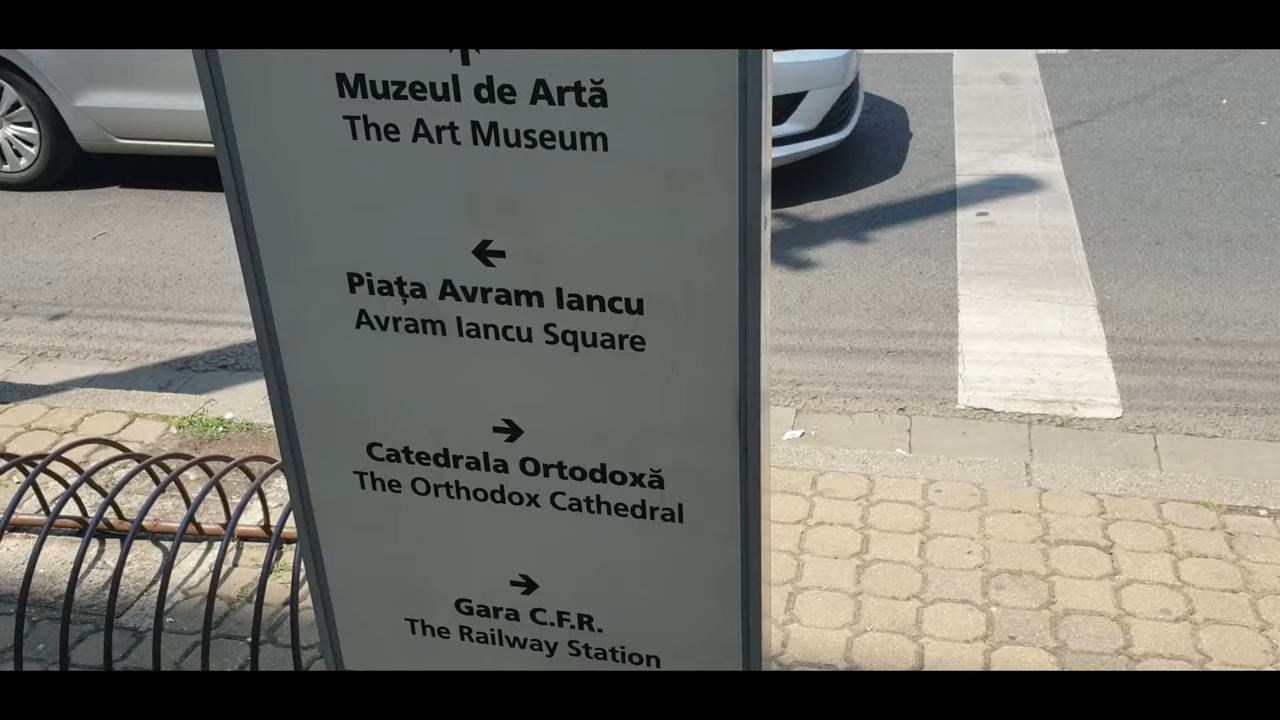 ↑
Muzeul de Artă
The Art Museum
←
Piața Avram Iancu
Avram Iancu Square
→
Catedrala Ortodoxă
The Orthodox Cathedral
→
Gara C.F.R.
The Railway Station